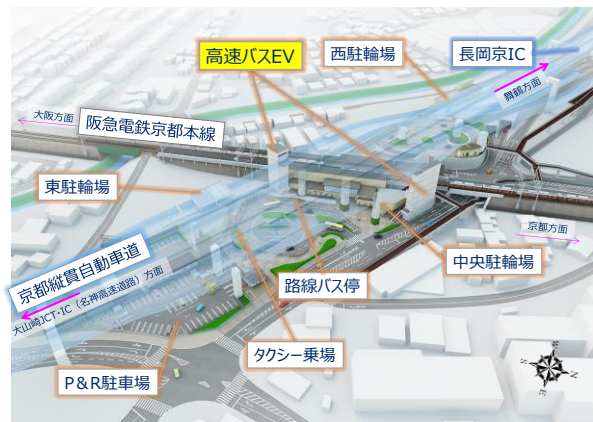 高速バスEV
西駐輪場
長岡京IC
舞鶴方面
大阪方面
阪急電鉄京都本線
東駐輪場
京都方面
中央駐輪場
京都縦貫自動車道
大山崎JCT・IC（名神高速道路）方面
路線バス停
タクシー乗場
P＆R駐車場
N
W
E
S